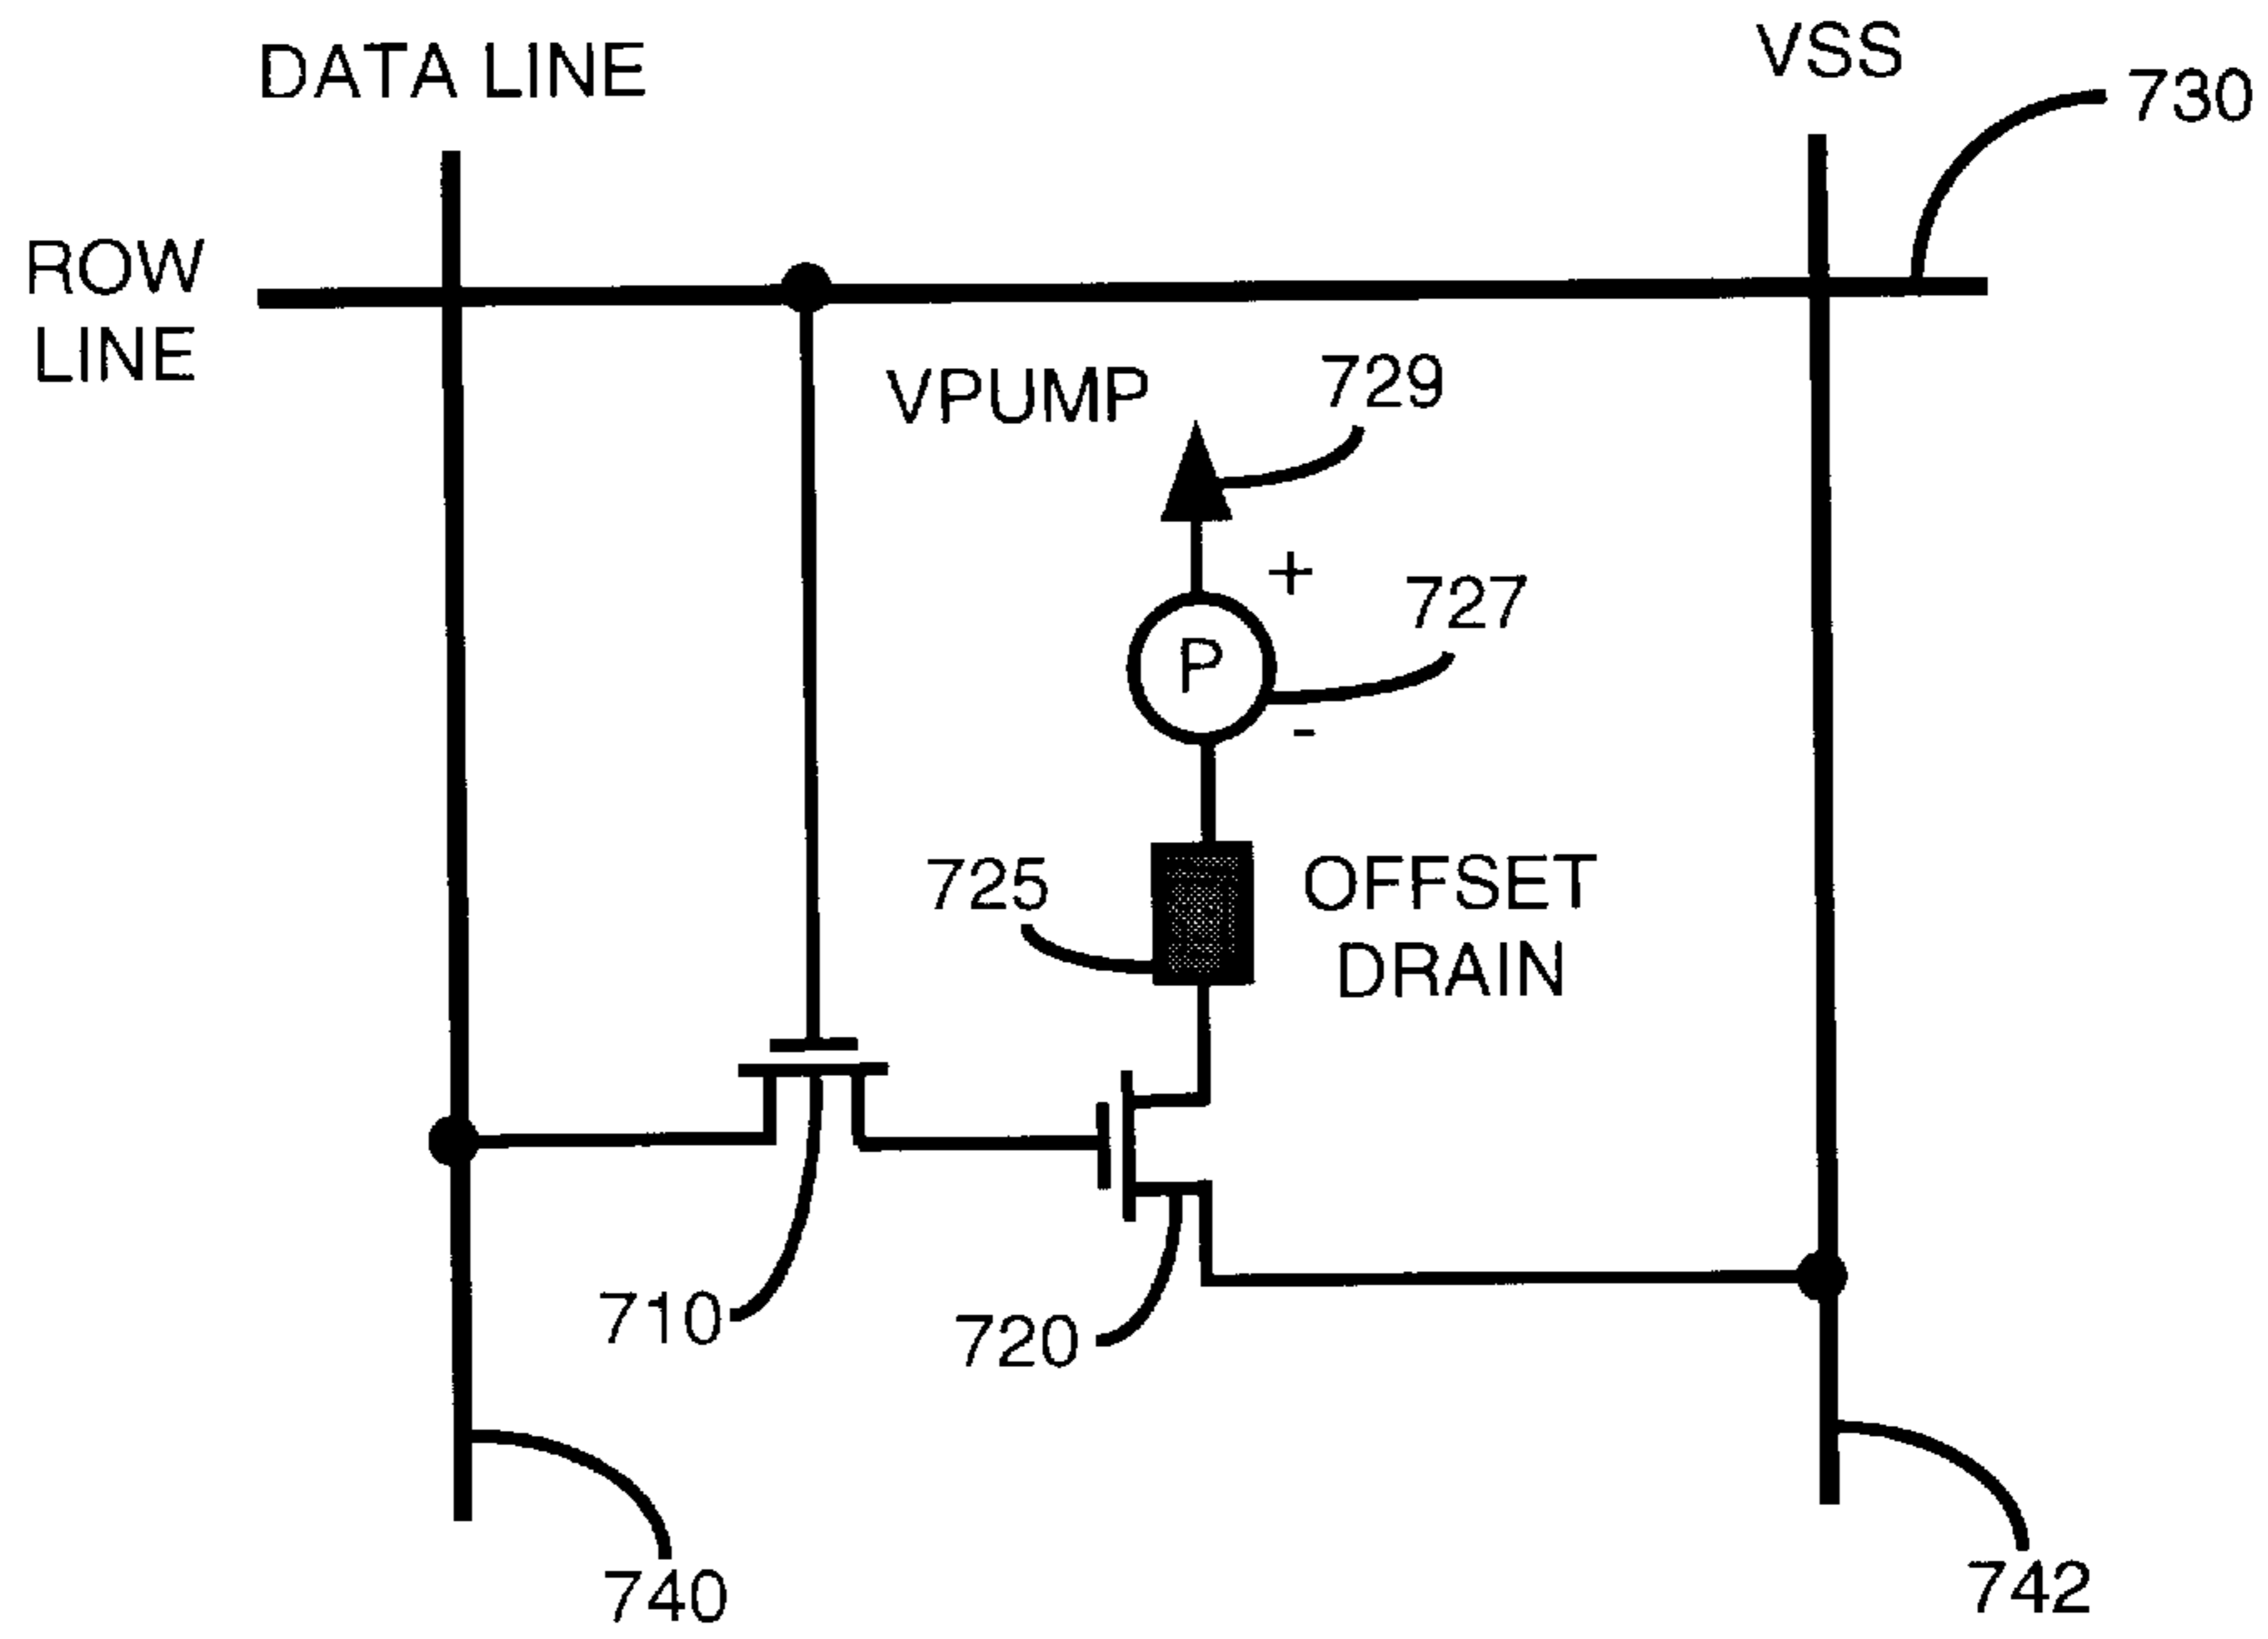 DATA LINE
VSS
730
ROW
LINE
VPUMP
729
+
727
P
-
725
OFFSET
DRAIN
710
720
740
742